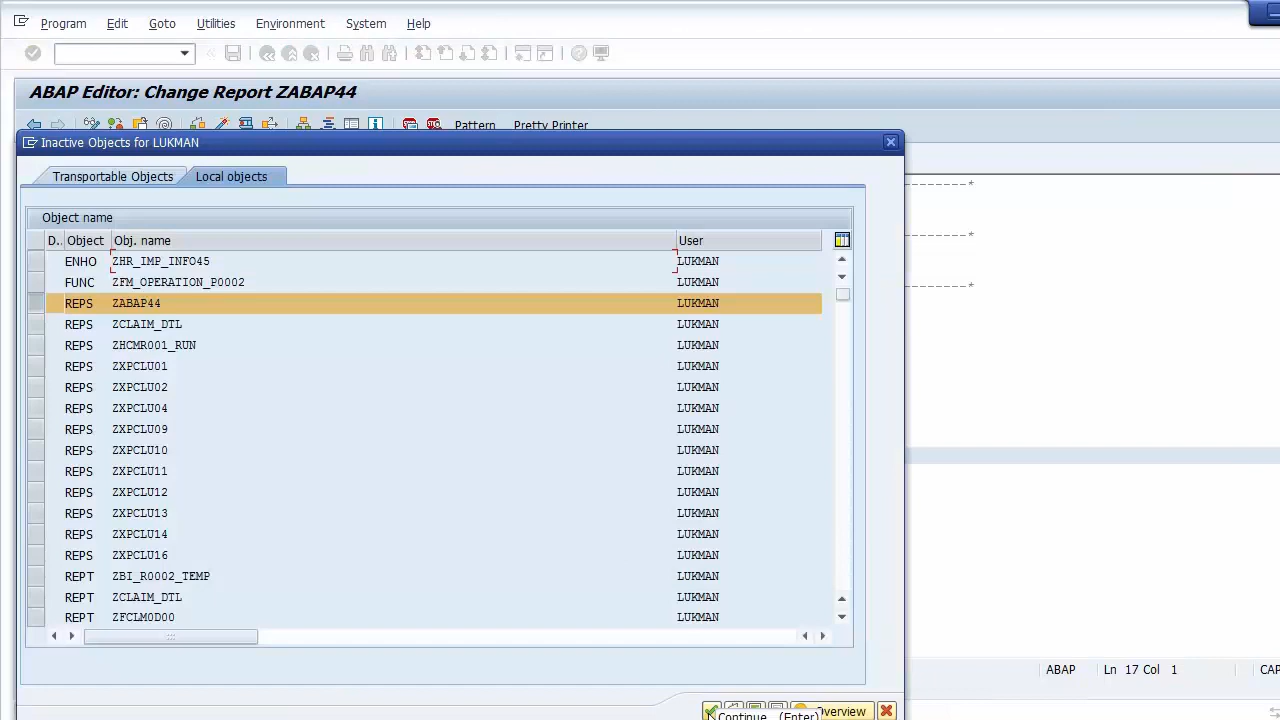 Program Edit Goto Utilities Environment System Help
ABAP Editor: Change Report ZABAP44
Pattern Pretty Printer
Inactive Objects for LUKMAN
Transportable Objects Local objects
Object name
D.. Object Obj. name User
ENHO ZHR_IMP_INFO45 LUKMAN
FUNC ZFM_OPERATION_P0002 LUKMAN
REPS ZABAP44 LUKMAN
REPS ZCLAIM_DTL LUKMAN
REPS ZHCMR001_RUN LUKMAN
REPS ZXPCLU01 LUKMAN
REPS ZXPCLU02 LUKMAN
REPS ZXPCLU04 LUKMAN
REPS ZXPCLU09 LUKMAN
REPS ZXPCLU10 LUKMAN
REPS ZXPCLU11 LUKMAN
REPS ZXPCLU12 LUKMAN
REPS ZXPCLU13 LUKMAN
REPS ZXPCLU14 LUKMAN
REPS ZXPCLU16 LUKMAN
REPT ZBI_R0002_TEMP LUKMAN
REPT ZCLAIM_DTL LUKMAN
REPT ZFCLM0D00 LUKMAN
ABAP Ln 17 Col 1 CAP
Continue (Enter) Overview